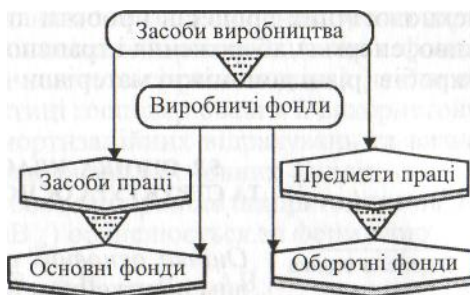 Засоби виробництва
Виробничі фонди
Засоби праці
Предмети праці
Основні фонди
Оборотні фонди